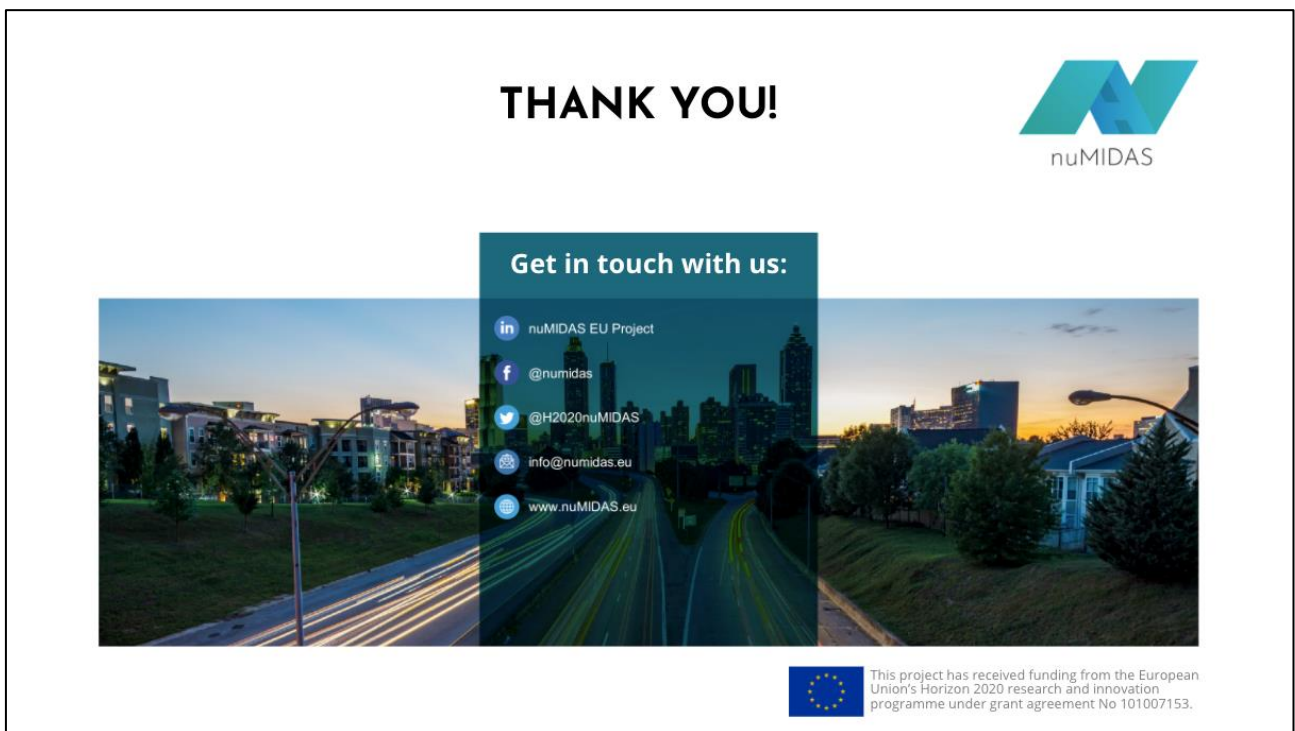 THANK YOU!
nuMIDAS
Get in touch with us:
in nuMIDAS EU Project
f @numidas
@H2020nuMIDAS
info@numidas.eu
www.nuMIDAS.eu
This project has received funding from the European
Union's Horizon 2020 research and innovation
programme under grant agreement No 101007153.